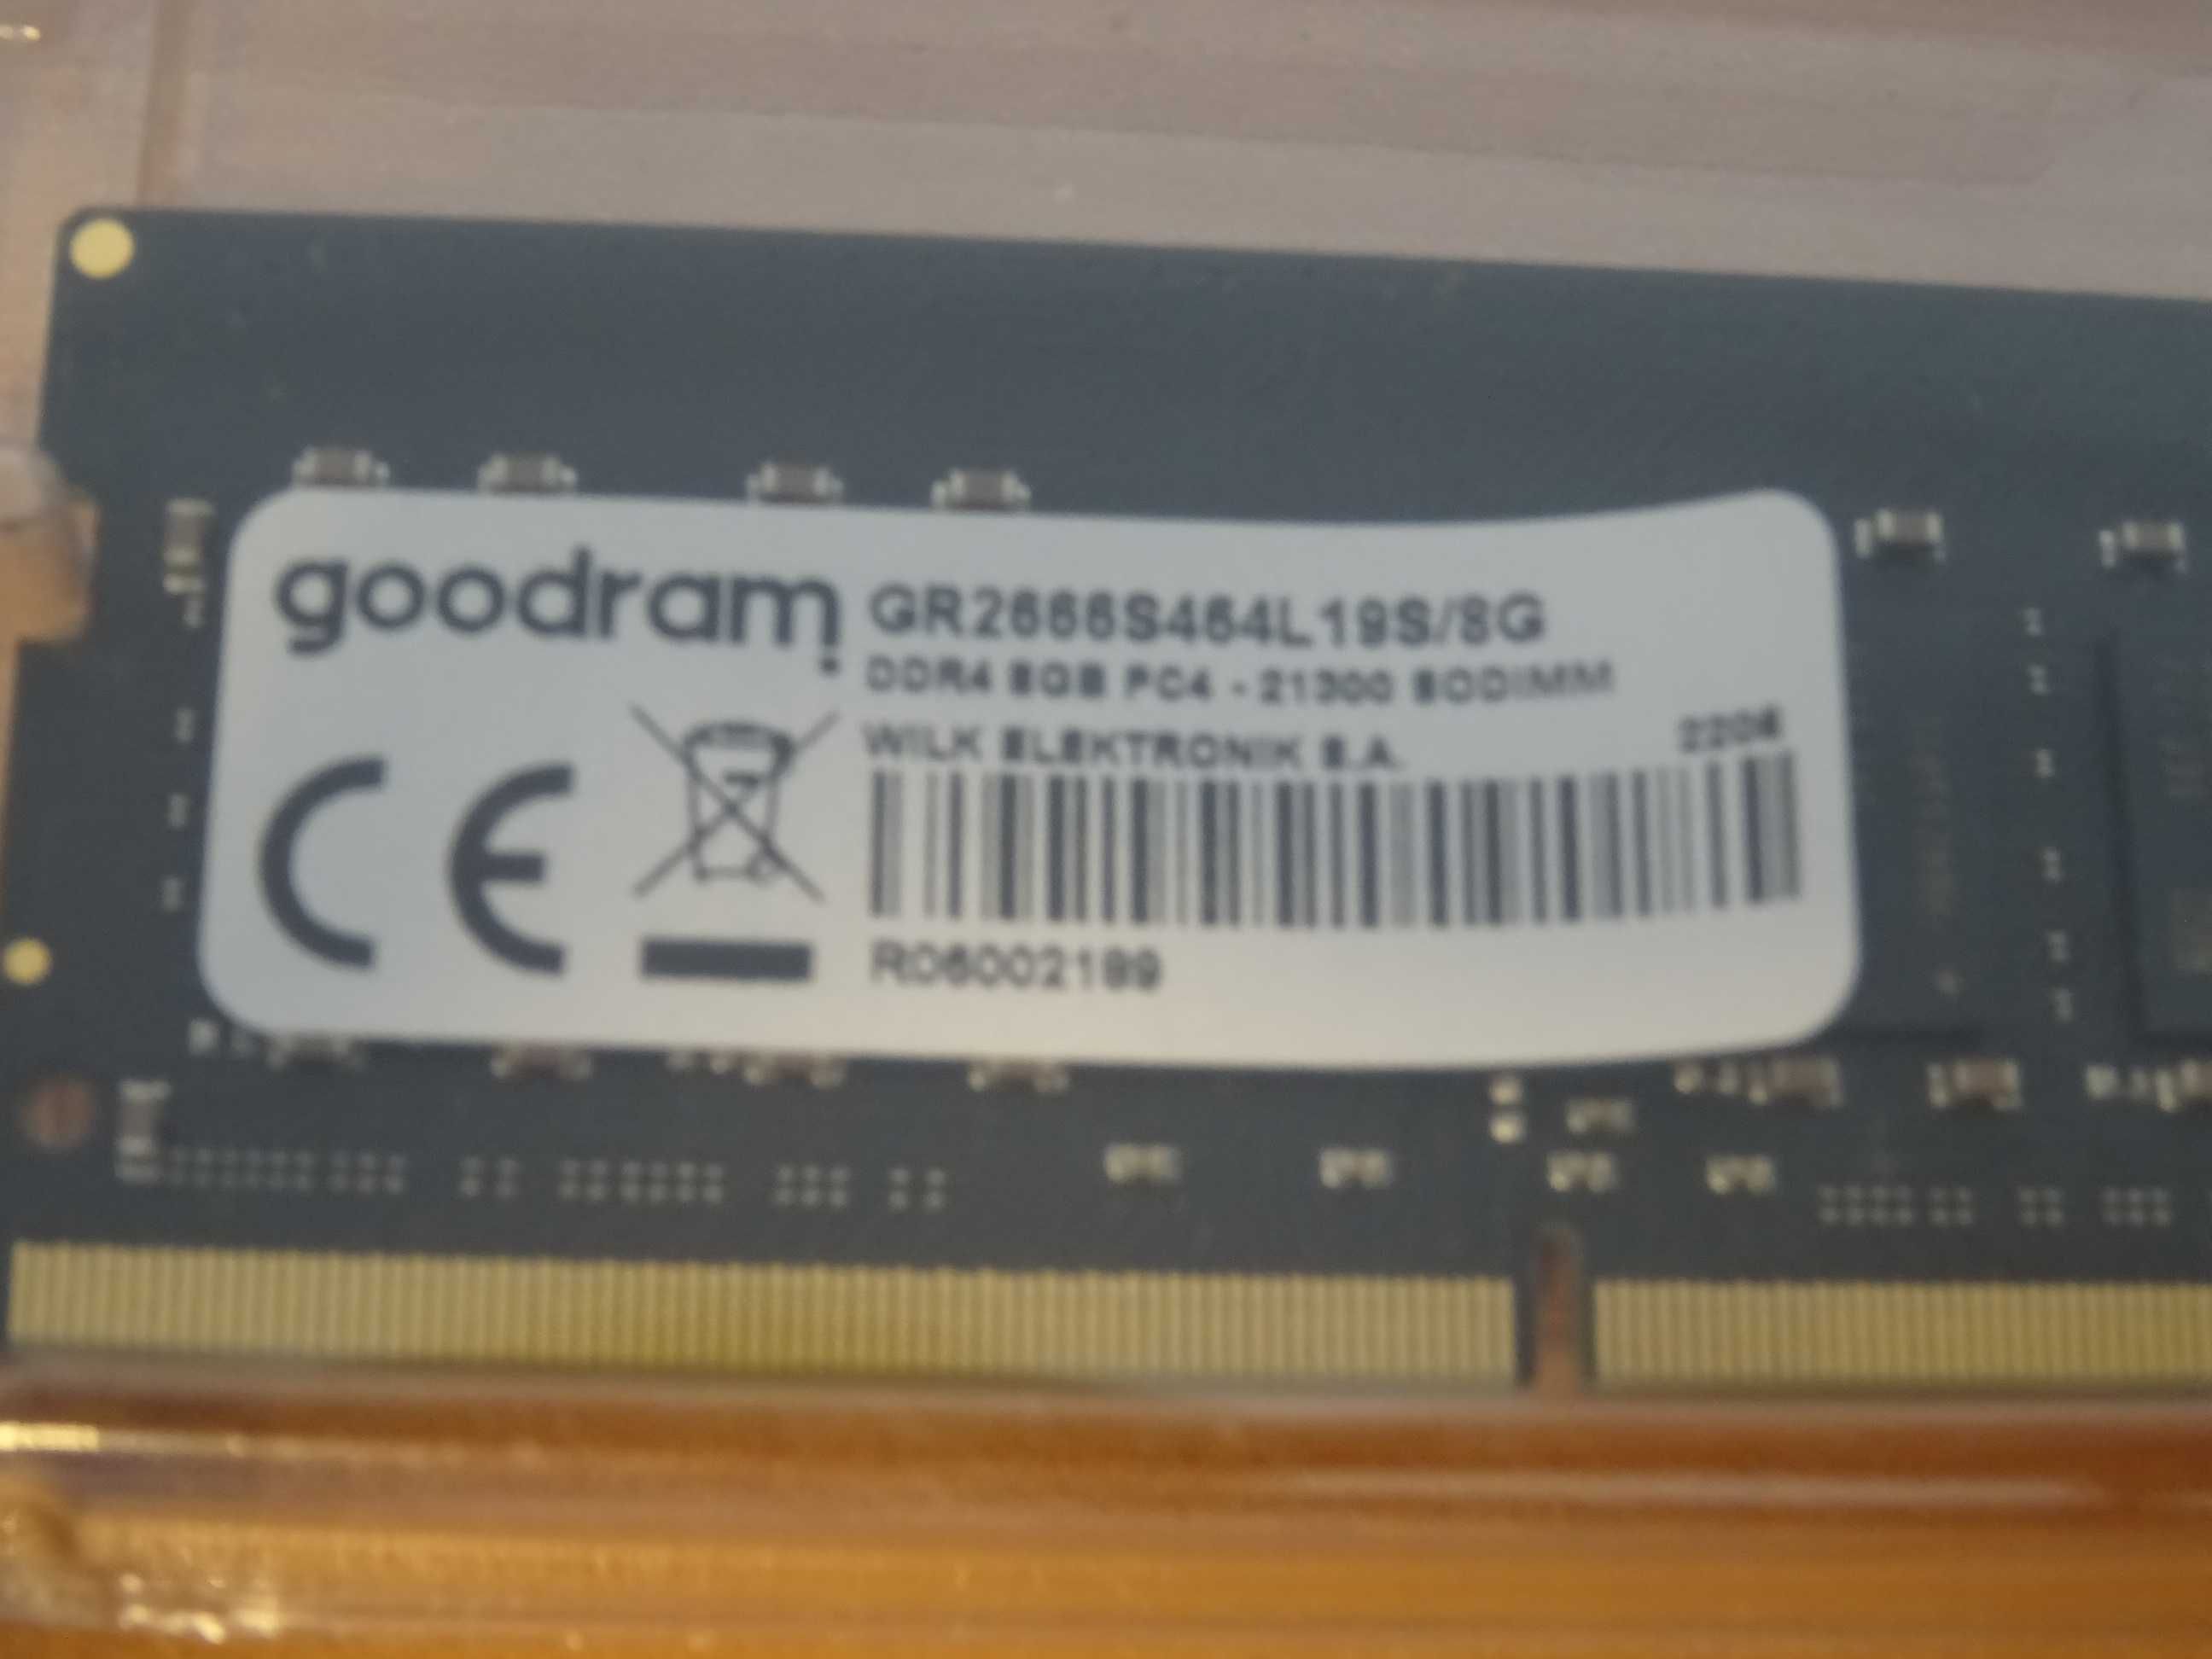 goodram
GR2666S464L19S/8G
DDR4 8GB PC4 - 21300 SODIMM
WILK ELEKTRONIK S.A.
2206
CE
R06002199